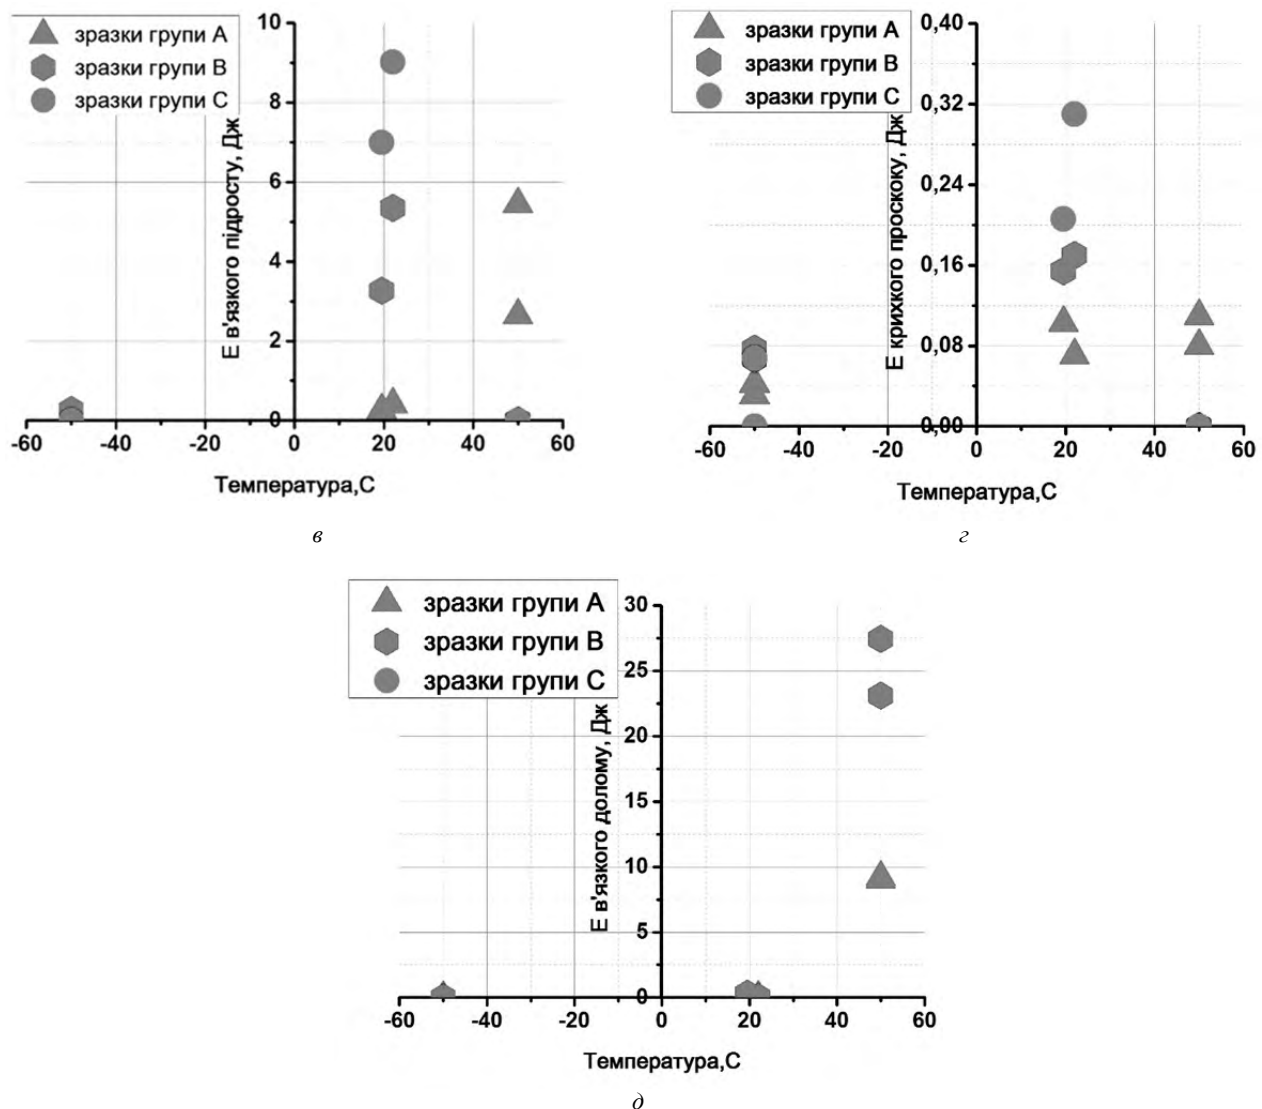 зразки групи А
зразки групи В
зразки групи С
Е в'язкого підросту, Дж
10
8
6
4
2
0
-60 -40 -20 0 20 40 60
Температура,С
в
зразки групи А
зразки групи В
зразки групи С
Е крихкого проскоку, Дж
0,40
0,32
0,24
0,16
0,08
0,00
-60 -40 -20 0 20 40 60
Температура,С
г
зразки групи А
зразки групи В
зразки групи С
Е в'язкого долому, Дж
30
25
20
15
10
5
0
-60 -40 -20 0 20 40 60
Температура,С
д